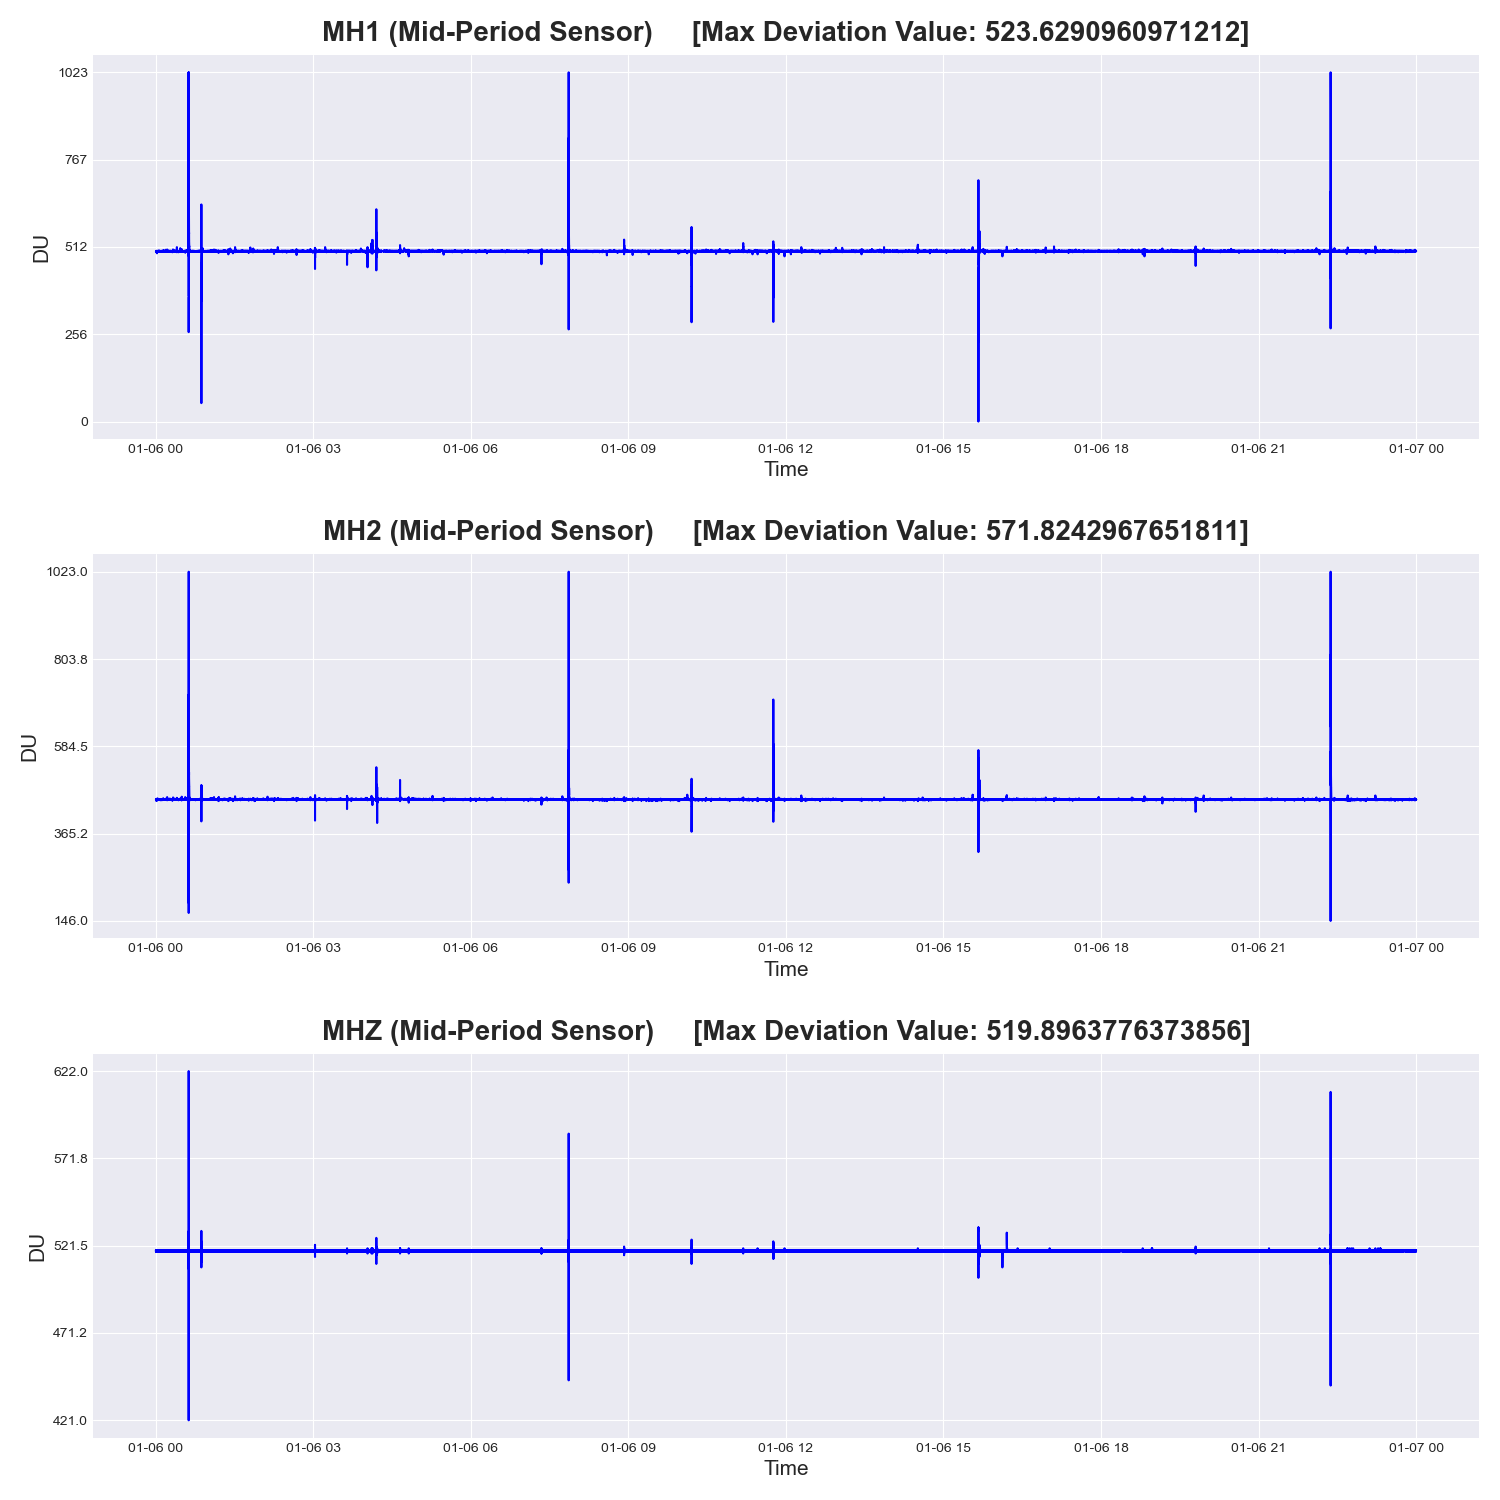 MH1 (Mid-Period Sensor) [Max Deviation Value: 523.6290960971212]
1023
767
512
256
0
DU
01-06 00 01-06 03 01-06 06 01-06 09 01-06 12 01-06 15 01-06 18 01-06 21 01-07 00
Time
MH2 (Mid-Period Sensor) [Max Deviation Value: 571.8242967651811]
1023.0
803.8
584.5
365.2
146.0
DU
01-06 00 01-06 03 01-06 06 01-06 09 01-06 12 01-06 15 01-06 18 01-06 21 01-07 00
Time
MHZ (Mid-Period Sensor) [Max Deviation Value: 519.8963776373856]
622.0
571.8
521.5
471.2
421.0
DU
01-06 00 01-06 03 01-06 06 01-06 09 01-06 12 01-06 15 01-06 18 01-06 21 01-07 00
Time